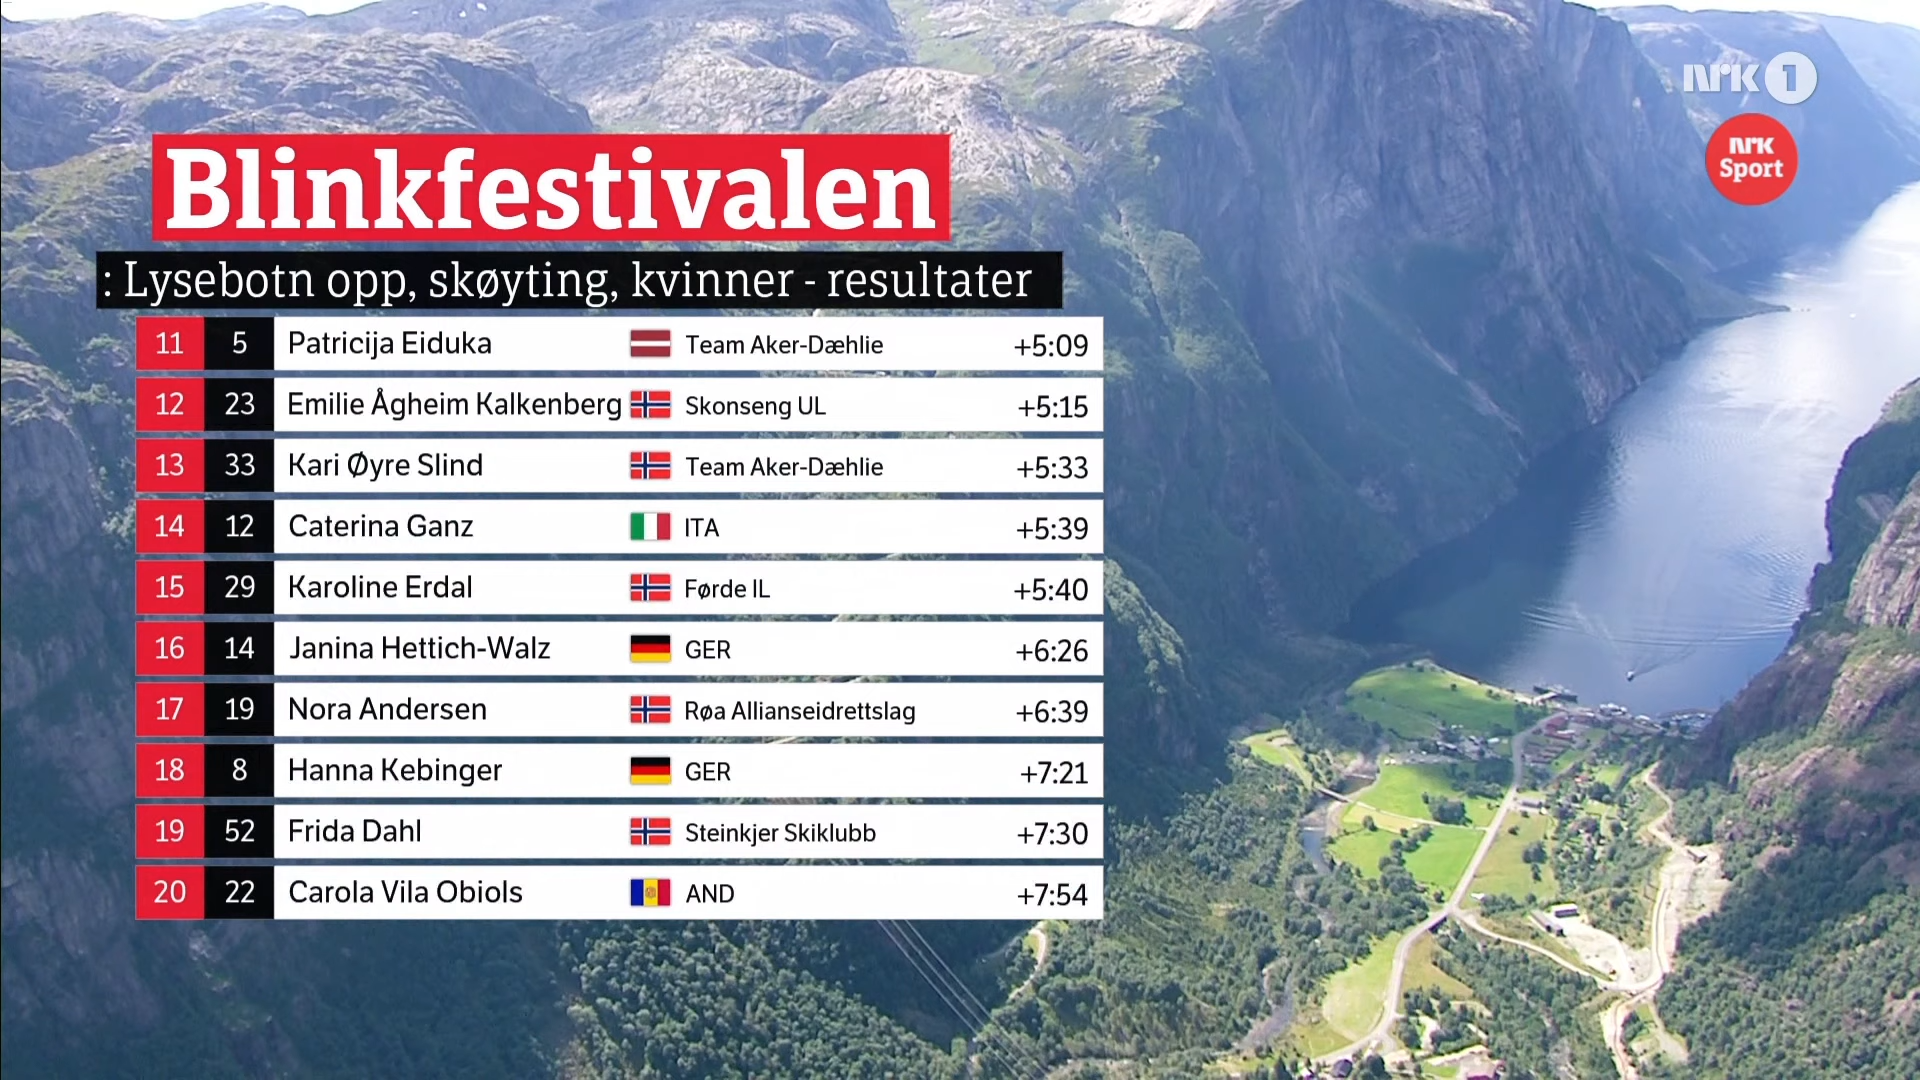 nrk 1
nrk
Sport
Blinkfestivalen
: Lysebotn opp, skøyting, kvinner - resultater
11 5 Patricija Eiduka Team Aker-Dæhlie +5:09
12 23 Emilie Ågheim Kalkenberg Skonseng UL +5:15
13 33 Kari Øyre Slind Team Aker-Dæhlie +5:33
14 12 Caterina Ganz ITA +5:39
15 29 Karoline Erdal Førde IL +5:40
16 14 Janina Hettich-Walz GER +6:26
17 19 Nora Andersen Røa Allianseidrettslag +6:39
18 8 Hanna Kebinger GER +7:21
19 52 Frida Dahl Steinkjer Skiklubb +7:30
20 22 Carola Vila Obiols AND +7:54